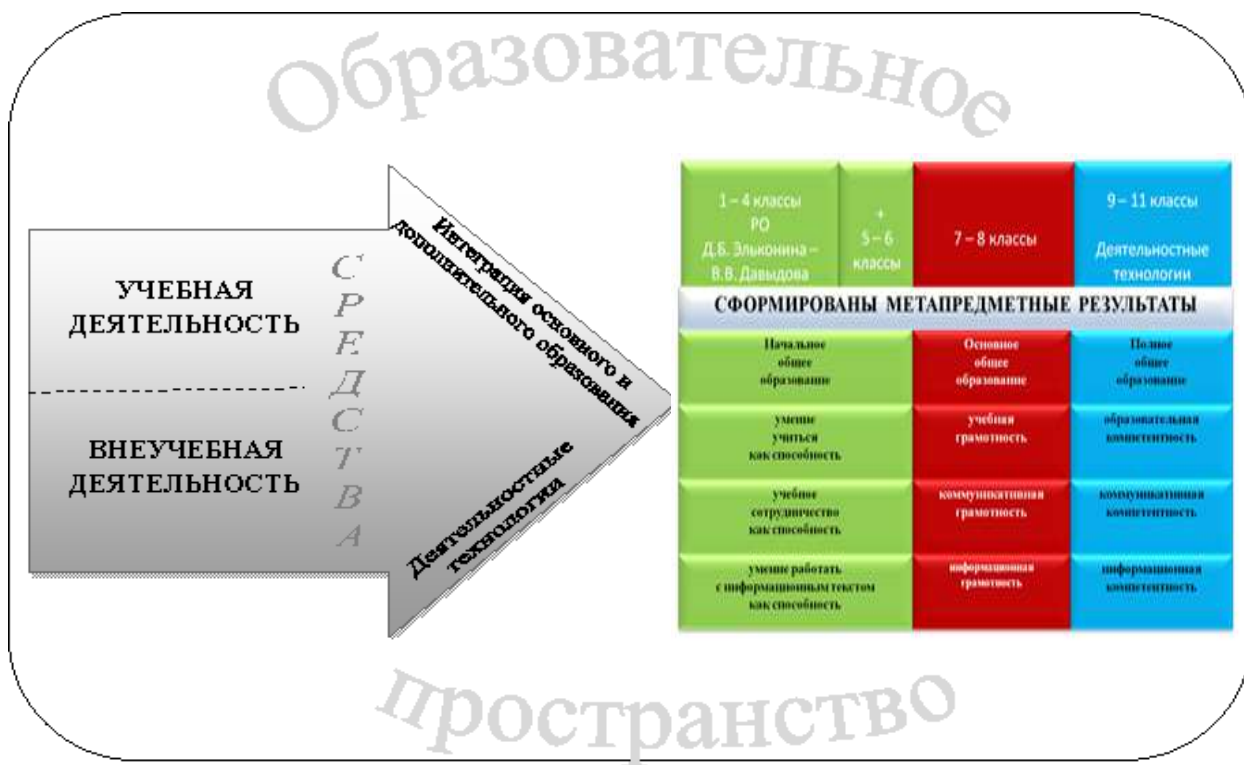 Образовательное
УЧЕБНАЯ
ДЕЯТЕЛЬНОСТЬ
ВНЕУЧЕБНАЯ
ДЕЯТЕЛЬНОСТЬ
СРЕДСТВА
Интеграция основного и
дополнительного образования
Деятельностные
технологии
1 – 4 классы
РО
Д.Б. Эльконина –
В.В. Давыдова
+
5 – 6
классы
7 – 8 классы
9 – 11 классы
Деятельностные
технологии
СФОРМИРОВАНЫ МЕТАПРЕДМЕТНЫЕ РЕЗУЛЬТАТЫ
Начальное
общее
образование
Основное
общее
образование
Полное
общее
образование
умение
учиться
как способность
учебная
грамотность
образовательная
компетентность
учебное
сотрудничество
как способность
коммуникативная
грамотность
коммуникативная
компетентность
умение работать
с информационным текстом
как способность
информационная
грамотность
информационная
компетентность
пространство